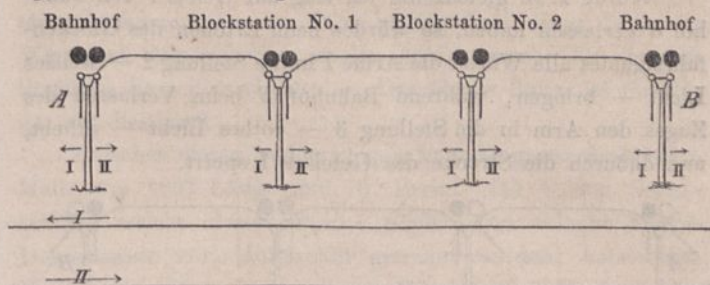 Bahnhof Blockstation No. 1 Blockstation No. 2 Bahnhof
A B
I II I II I II I II
I
II